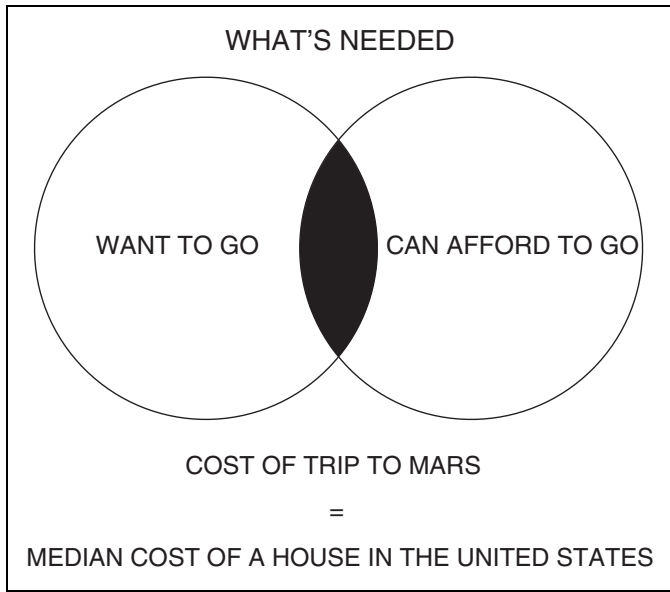 WHAT'S NEEDED
WANT TO GO
CAN AFFORD TO GO
COST OF TRIP TO MARS
=
MEDIAN COST OF A HOUSE IN THE UNITED STATES